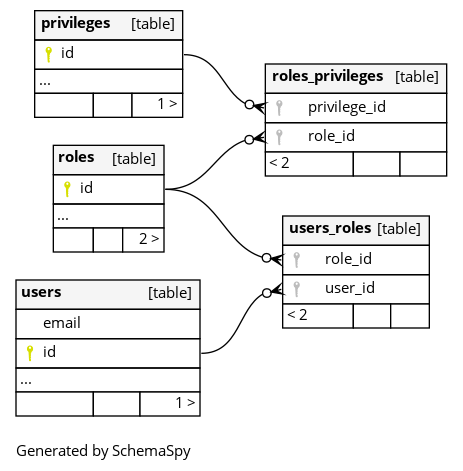 privileges [table]
id
...
1 >
roles_privileges [table]
privilege_id
role_id
< 2
roles [table]
id
...
2 >
users_roles [table]
role_id
user_id
< 2
users [table]
email
id
...
1 >
Generated by SchemaSpy